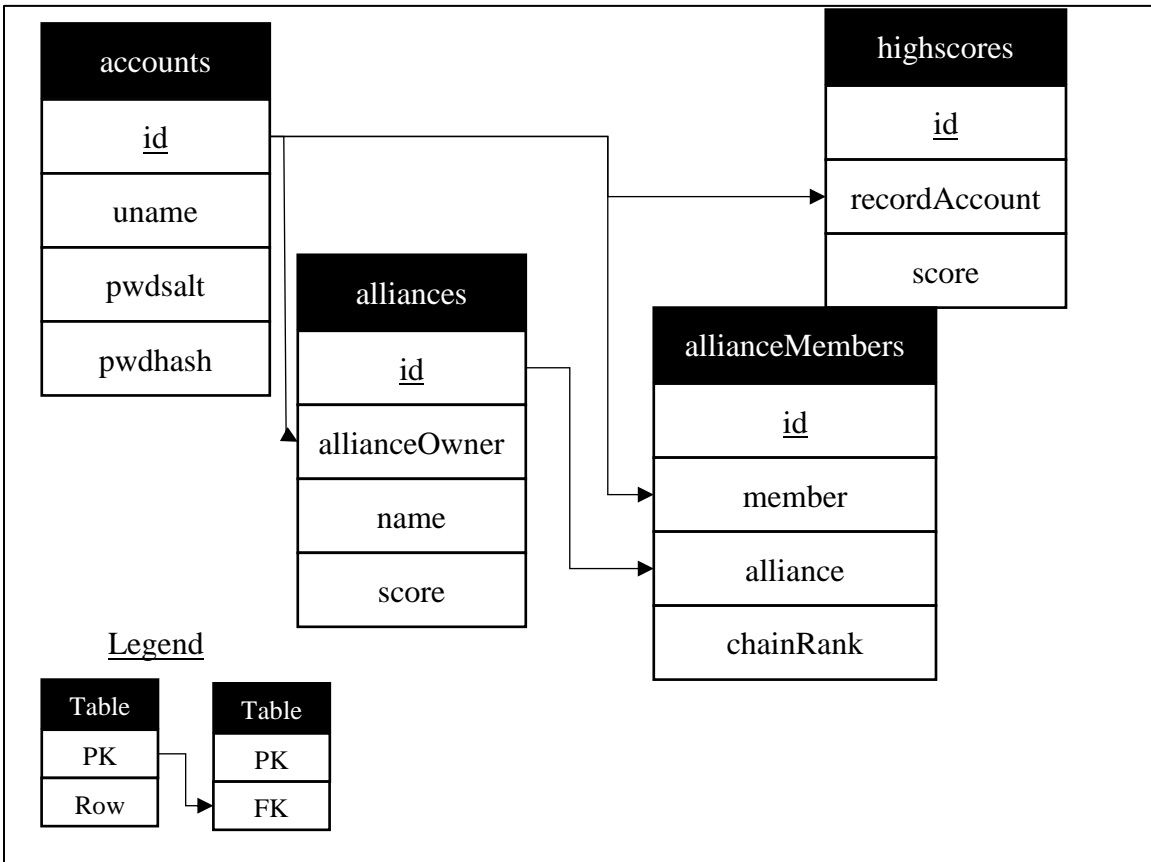 accounts
id
uname
pwdsalt
pwdhash
highscores
id
recordAccount
score
alliances
id
allianceOwner
name
score
allianceMembers
id
member
alliance
chainRank
Legend
Table
PK
Row
Table
PK
FK